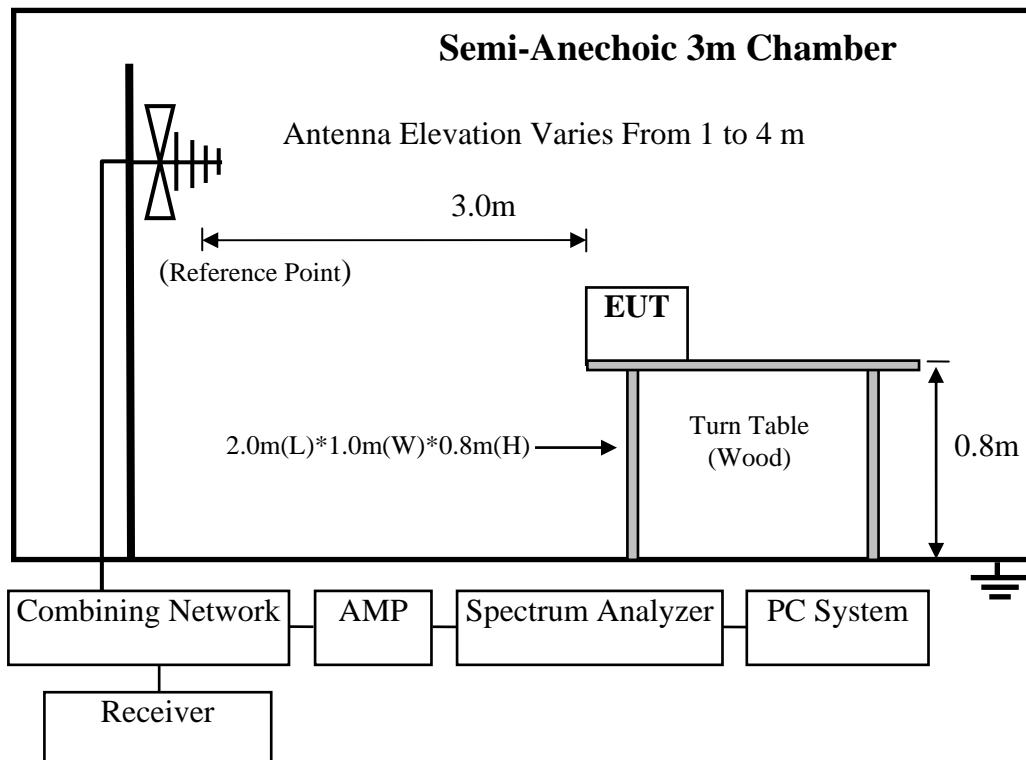 Semi-Anechoic 3m Chamber
Antenna Elevation Varies From 1 to 4 m
3.0m
(Reference Point)
EUT
2.0m(L)*1.0m(W)*0.8m(H)
Turn Table
(Wood)
0.8m
Combining Network
AMP
Spectrum Analyzer
PC System
Receiver